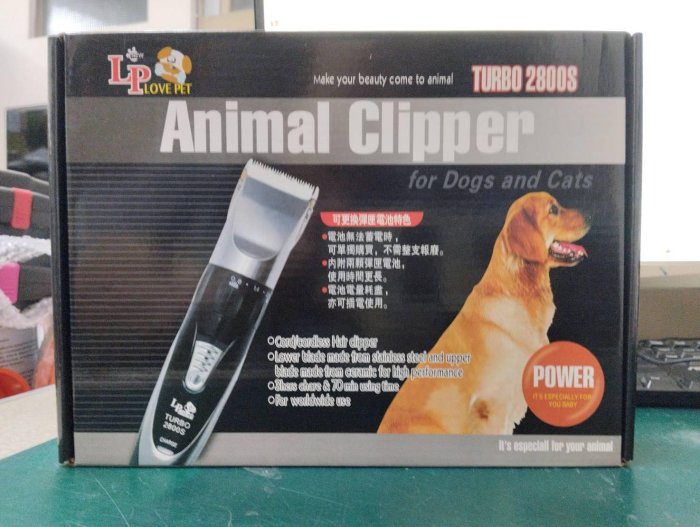 LP
LOVE PET
Make your beauty come to animal
TURBO 2800S
Animal Clipper
for Dogs and Cats
可更換彈匣電池特色
電池無法蓄電時，
可單獨購買，不需整支報廢。
內附兩顆彈匣電池，
使用時間更長。
電池電量耗盡，
亦可插電使用。
Cord/cordless Hair clipper
Lower blade made from stainless steel and upper
blade made from ceramic for high performance
& 70 min using time
For worldwide use
POWER
IT'S ESPECIALLY FOR
YOU BABY
LP
TURBO
2800S
CHARGE
It's especiall for your animal